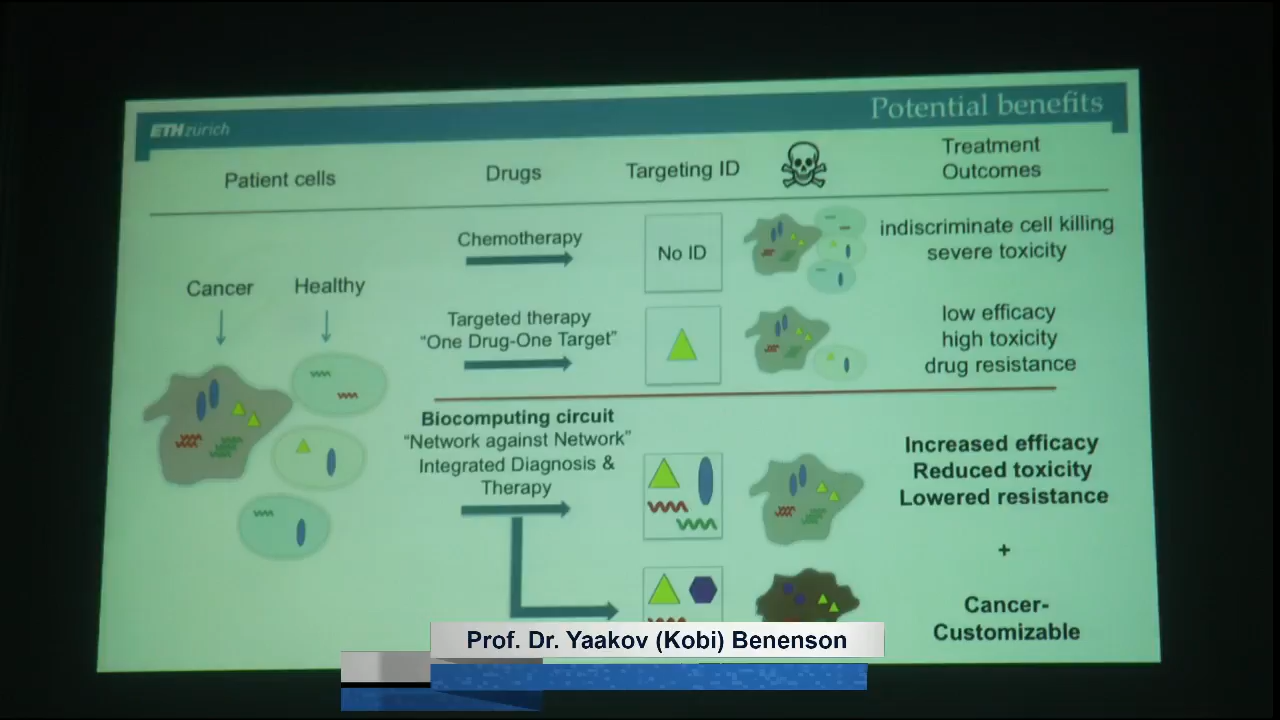 ETH zürich
Potential benefits
Patient cells
Drugs
Targeting ID
Treatment
Outcomes
Cancer
Healthy
Chemotherapy
No ID
indiscriminate cell killing
severe toxicity
Targeted therapy
"One Drug-One Target"
low efficacy
high toxicity
drug resistance
Biocomputing circuit
"Network against Network"
Integrated Diagnosis &
Therapy
Increased efficacy
Reduced toxicity
Lowered resistance
+
Cancer-
Customizable
Prof. Dr. Yaakov (Kobi) Benenson